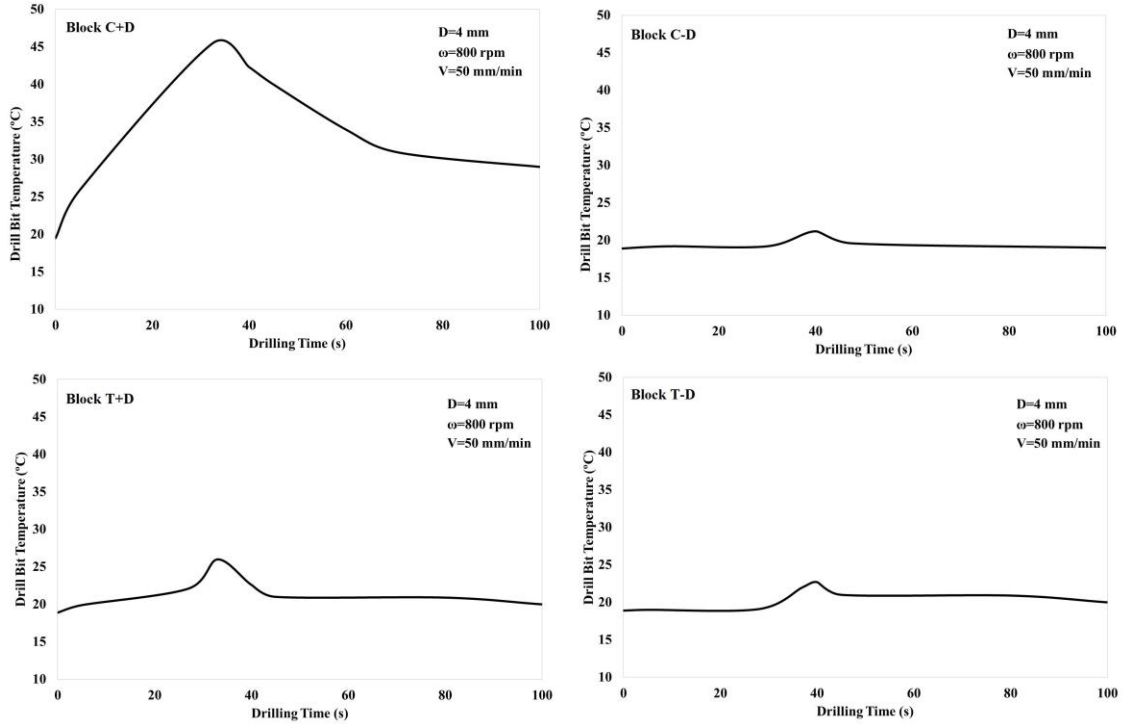 Block C+D
D=4 mm
ω=800 rpm
V=50 mm/min
Drill Bit Temperature (ºC)
50
45
40
35
30
25
20
15
10
0 20 40 60 80 100
Drilling Time (s)
Block C-D
D=4 mm
ω=800 rpm
V=50 mm/min
Drill Bit Temperature (ºC)
50
45
40
35
30
25
20
15
10
0 20 40 60 80 100
Drilling Time (s)
Block T+D
D=4 mm
ω=800 rpm
V=50 mm/min
Drill Bit Temperature (ºC)
50
45
40
35
30
25
20
15
10
0 20 40 60 80 100
Drilling Time (s)
Block T-D
D=4 mm
ω=800 rpm
V=50 mm/min
Drill Bit Temperature (ºC)
50
45
40
35
30
25
20
15
10
0 20 40 60 80 100
Drilling Time (s)